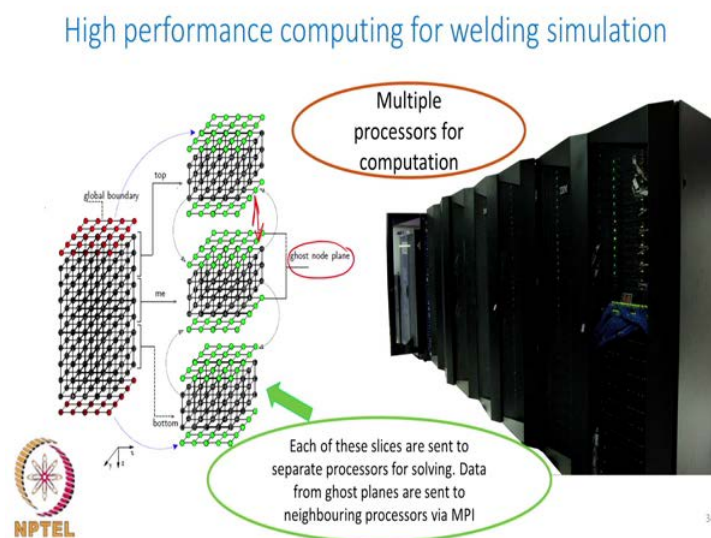 High performance computing for welding simulation
Multiple
processors for
computation
global boundary
top
me
bottom
ghost node plane
Each of these slices are sent to
separate processors for solving. Data
from ghost planes are sent to
neighbouring processors via MPI
NPTEL